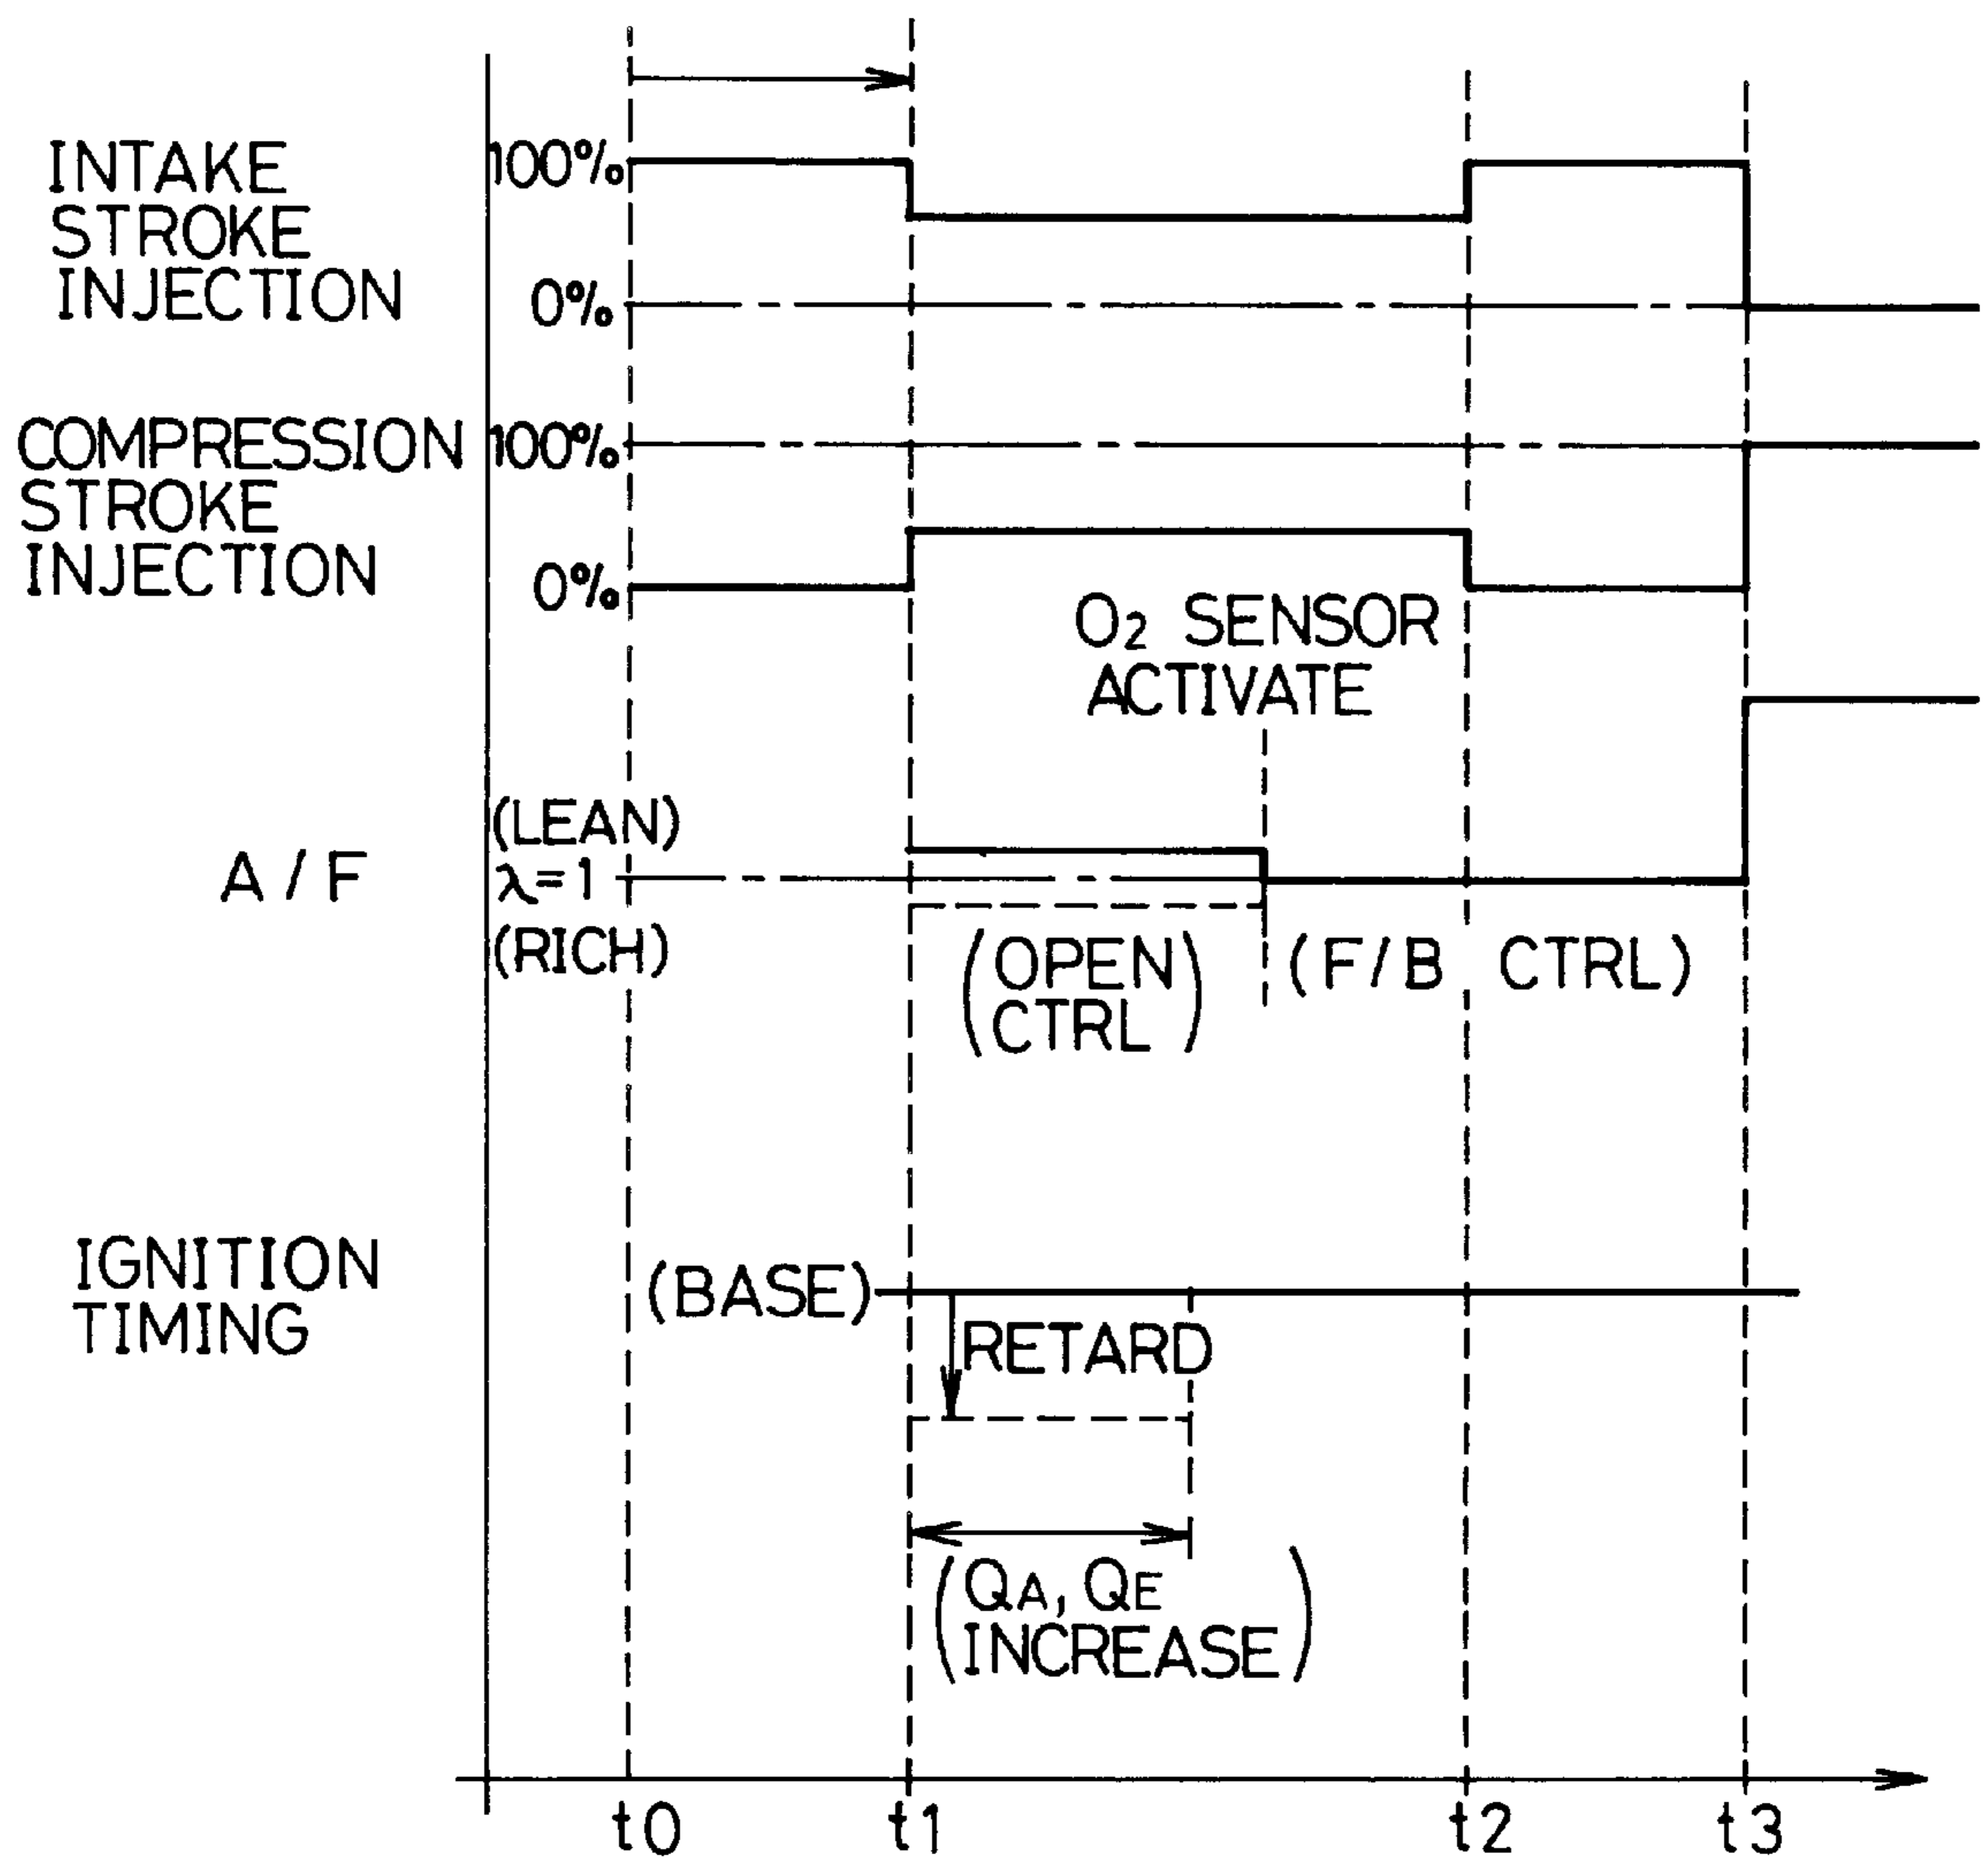 INTAKE
STROKE
INJECTION
100%
0%
COMPRESSION
STROKE
INJECTION
100%
0%
O2 SENSOR
ACTIVATE
A/F
(LEAN)
λ=1
(RICH)
(OPEN
CTRL)
(F/B CTRL)
IGNITION
TIMING
(BASE)
RETARD
(QA, QE
INCREASE)
t0
t1
t2
t3